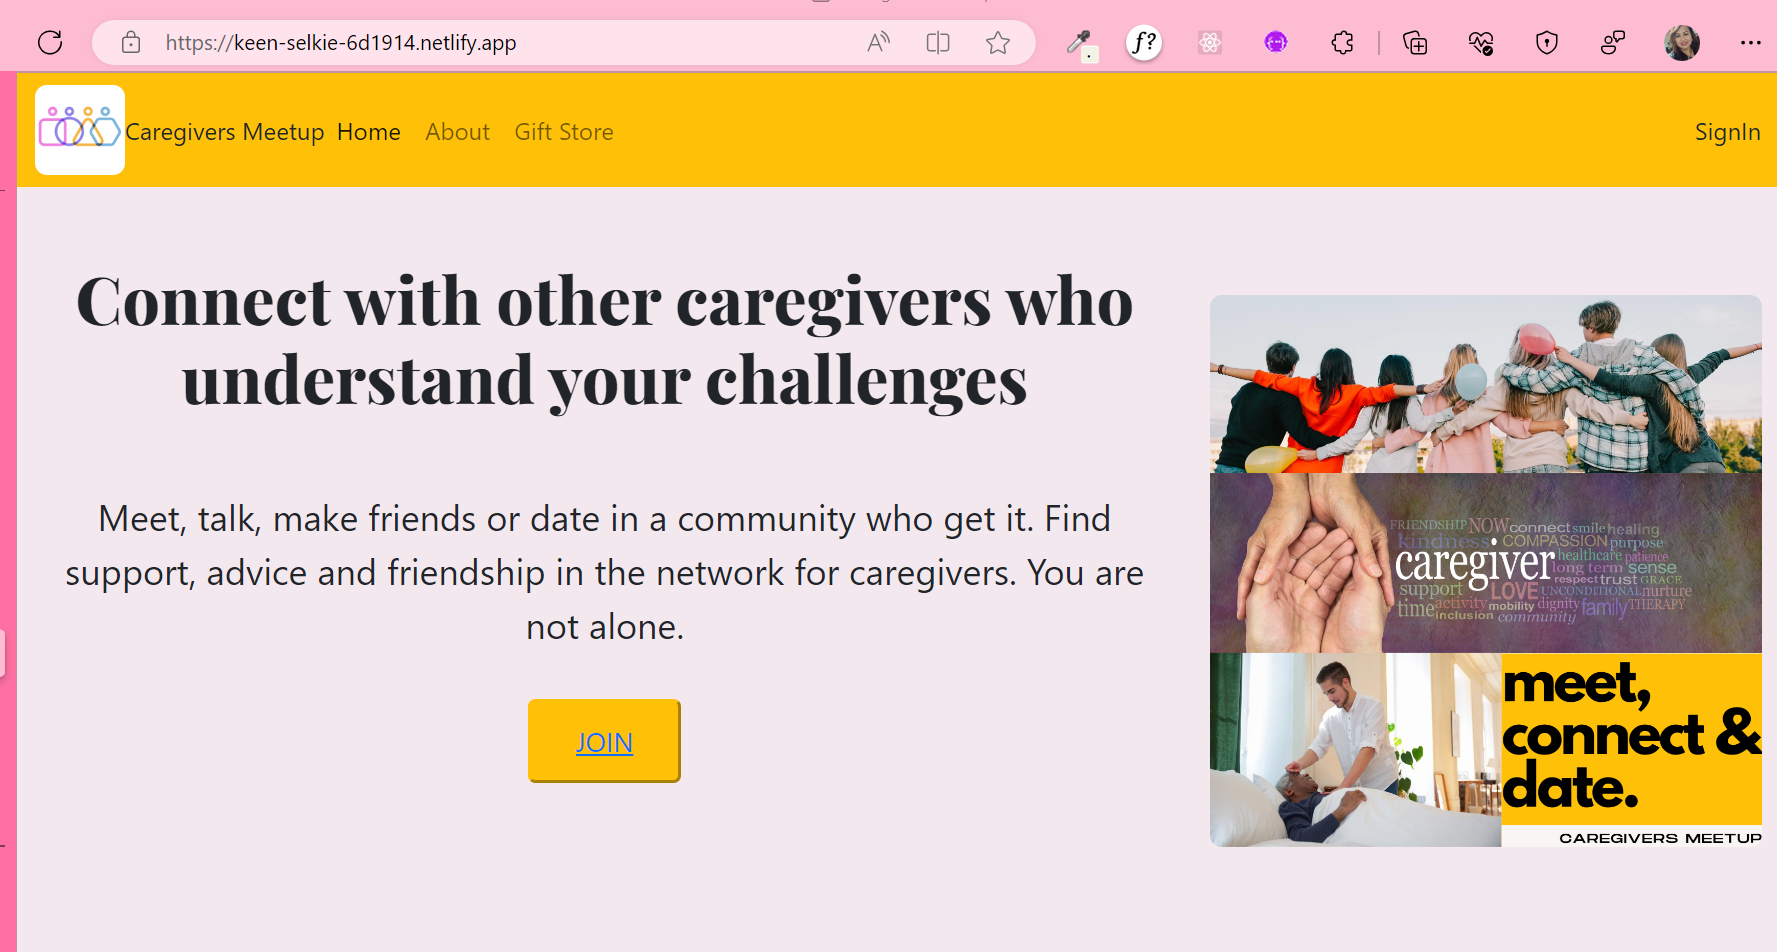 https://keen-selkie-6d1914.netlify.app
f?
Caregivers Meetup Home About Gift Store SignIn
Connect with other caregivers who
understand your challenges
Meet, talk, make friends or date in a community who get it. Find
support, advice and friendship in the network for caregivers. You are
not alone.
JOIN
FRIENDSHIP NOW connect smile healing
kindness COMPASSION purpose
caregiver healthcare patience
long term sense
support LOVE respect trust GRACE
UNCONDITIONAL nurture
time activity mobility dignity family THERAPY
inclusion community
meet,
connect &
date.
CAREGIVERS MEETUP